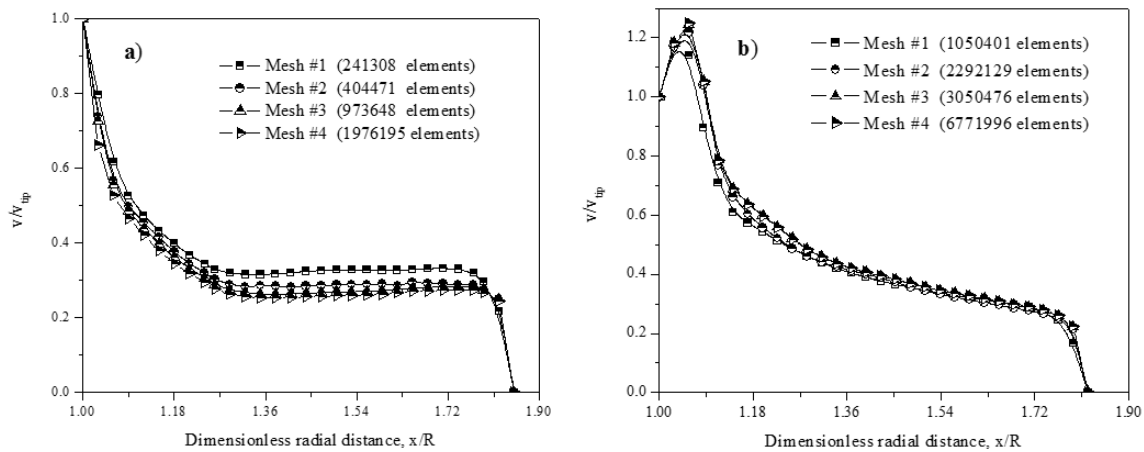 a)
Mesh #1 (241308 elements)
Mesh #2 (404471 elements)
Mesh #3 (973648 elements)
Mesh #4 (1976195 elements)
v/vtip
1.0
0.8
0.6
0.4
0.2
0.0
1.00 1.18 1.36 1.54 1.72 1.90
Dimensionless radial distance, x/R
b)
Mesh #1 (1050401 elements)
Mesh #2 (2292129 elements)
Mesh #3 (3050476 elements)
Mesh #4 (6771996 elements)
v/vtip
1.2
1.0
0.8
0.6
0.4
0.2
0.0
1.00 1.18 1.36 1.54 1.72 1.90
Dimensionless radial distance, x/R